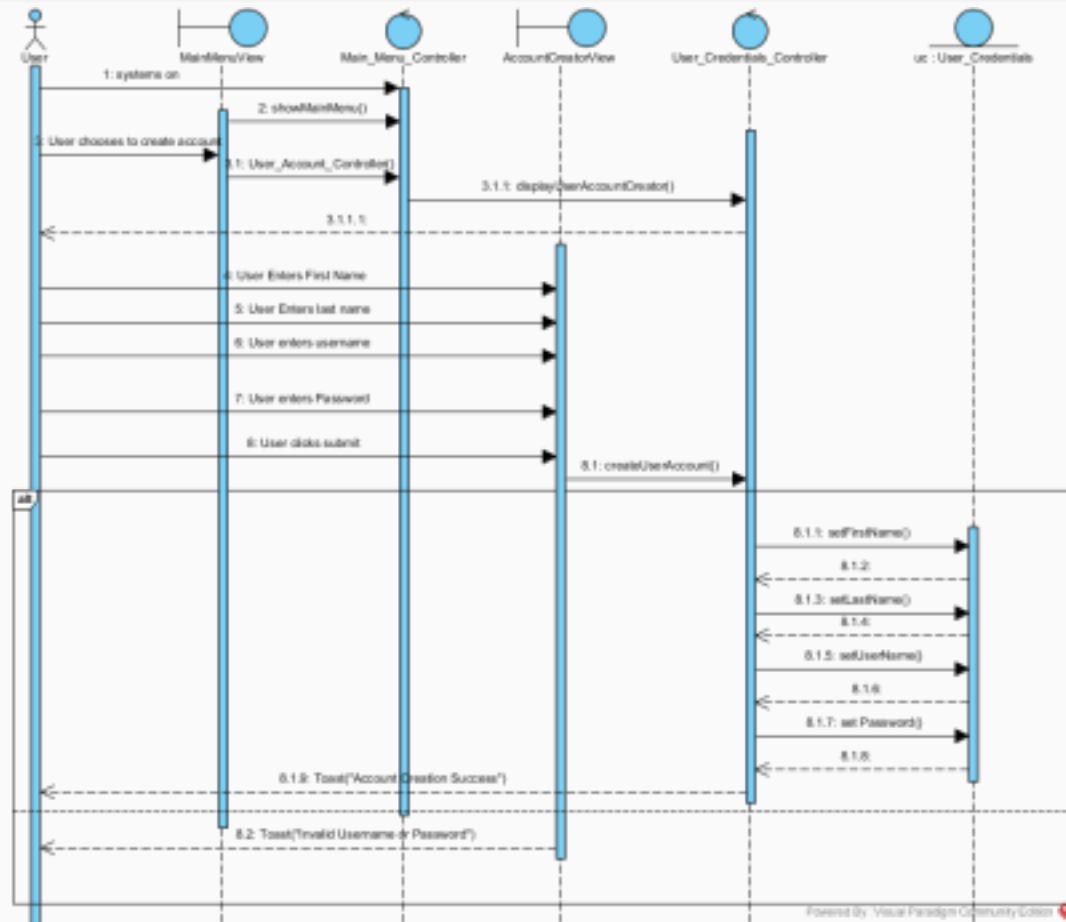 User
MainMenuView
Main_Menu_Controller
AccountCreatorView
User_Credentials_Controller
uc : User_Credentials
1: systems on
2: showMainMenu()
3: User chooses to create account
3.1: User_Account_Controller()
3.1.1: displayUserAccountCreator()
3.1.1.1:
4: User Enters First Name
5: User Enters last name
6: User enters username
7: User enters Password
8: User clicks submit
8.1: createUserAccount()
alt
8.1.1: setFirstName()
8.1.2:
8.1.3: setLastName()
8.1.4:
8.1.5: setUserName()
8.1.6:
8.1.7: set Password()
8.1.8:
8.1.9: Toast("Account Creation Success")
8.2: Toast("Invalid Username or Password")
Powered By Visual Paradigm Community Edition